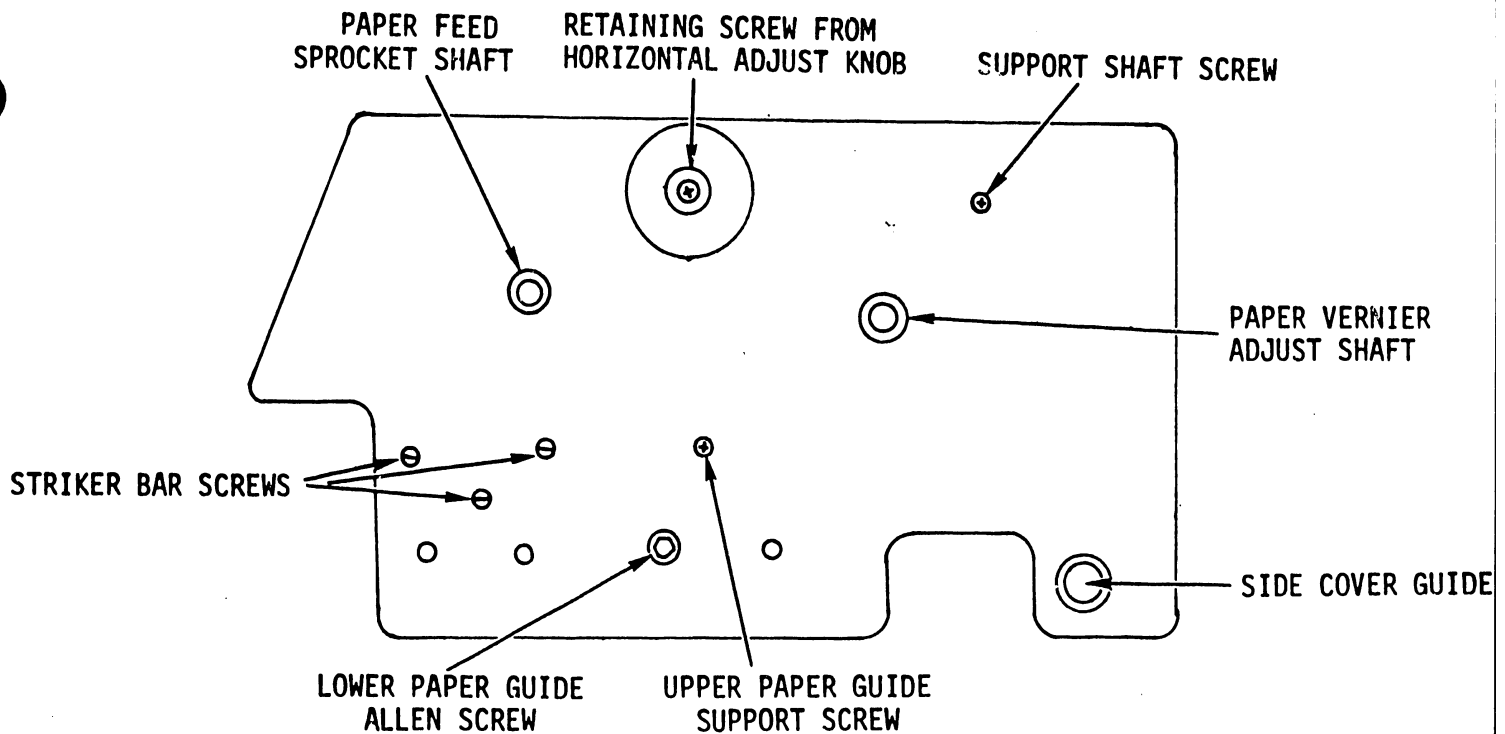 PAPER FEED
SPROCKET SHAFT
RETAINING SCREW FROM
HORIZONTAL ADJUST KNOB
SUPPORT SHAFT SCREW
PAPER VERNIER
ADJUST SHAFT
STRIKER BAR SCREWS
SIDE COVER GUIDE
LOWER PAPER GUIDE
ALLEN SCREW
UPPER PAPER GUIDE
SUPPORT SCREW